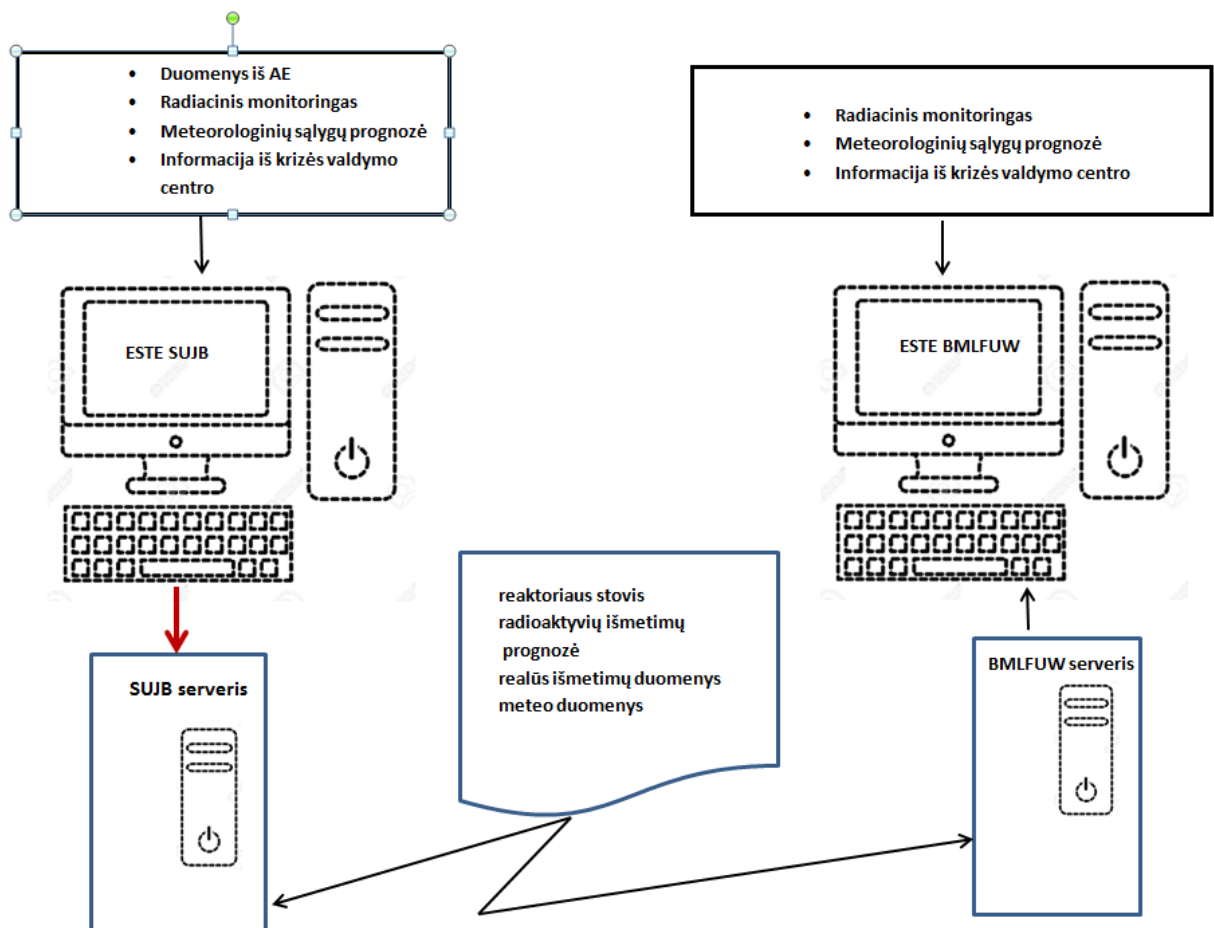 • Duomenys iš AE
• Radiacinis monitoringas
• Meteorologinių sąlygų prognozė
• Informacija iš krizės valdymo
centro
• Radiacinis monitoringas
• Meteorologinių sąlygų prognozė
• Informacija iš krizės valdymo centro
ESTE SUJB
ESTE BMLFUW
reaktoriaus stovis
radioaktyvių išmetimų
prognozė
realūs išmetimų duomenys
meteo duomenys
SUJB serveris
BMLFUW serveris